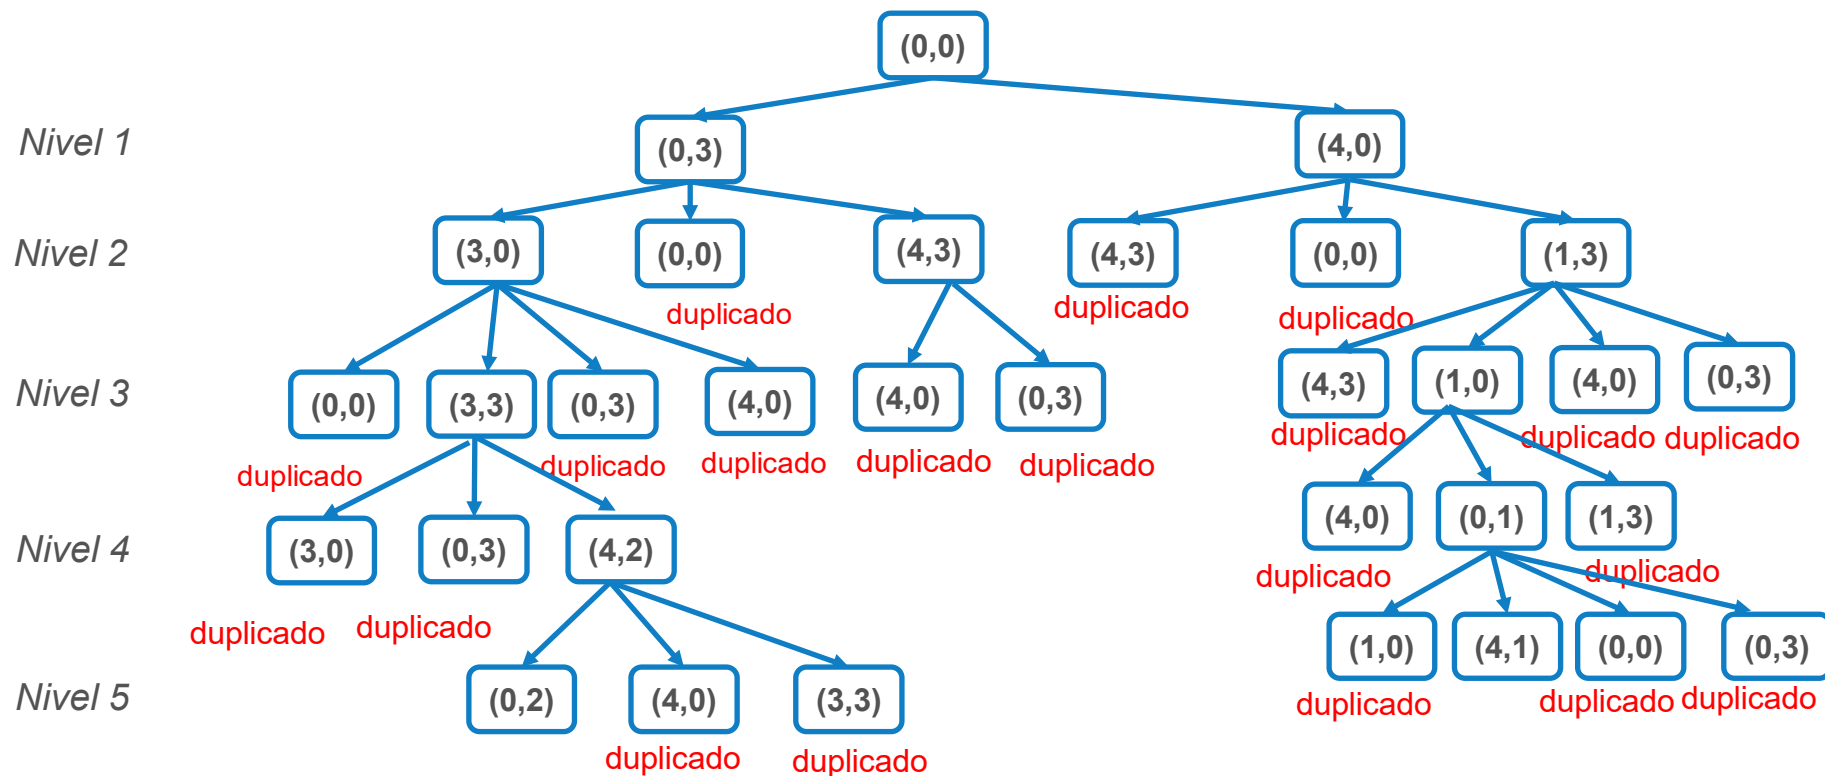 (0,0)
Nivel 1
(0,3)
(4,0)
Nivel 2
(3,0)
(0,0)
(4,3)
(4,3)
(0,0)
(1,3)
duplicado
duplicado
duplicado
Nivel 3
(0,0)
(3,3)
(0,3)
(4,0)
(4,0)
(0,3)
(4,3)
(1,0)
(4,0)
(0,3)
duplicado
duplicado
duplicado
duplicado
duplicado
duplicado
duplicado
duplicado
Nivel 4
(3,0)
(0,3)
(4,2)
(4,0)
(0,1)
(1,3)
duplicado
duplicado
duplicado
duplicado
Nivel 5
(0,2)
(4,0)
(3,3)
(1,0)
(4,1)
(0,0)
(0,3)
duplicado
duplicado
duplicado
duplicado
duplicado